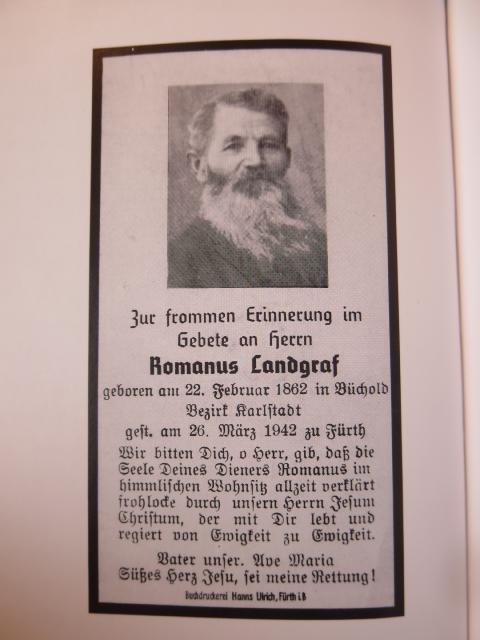 Zur frommen Erinnerung im
Gebete an Herrn
Romanus Landgraf
geboren am 22. Februar 1862 in Büchold
Bezirk Karlstadt
gest. am 26. März 1942 zu Fürth
Wir bitten Dich, o Herr, gib, daß die
Seele Deines Dieners Romanus im
himmlischen Wohnsitz allzeit verklärt
frohlocke durch unsern Herrn Jesum
Christum, der mit Dir lebt und
regiert von Ewigkeit zu Ewigkeit.
Vater unser. Ave Maria
Süßes Herz Jesu, sei meine Rettung!
Buchdruckerei Hanns Ulrich, Fürth i.B